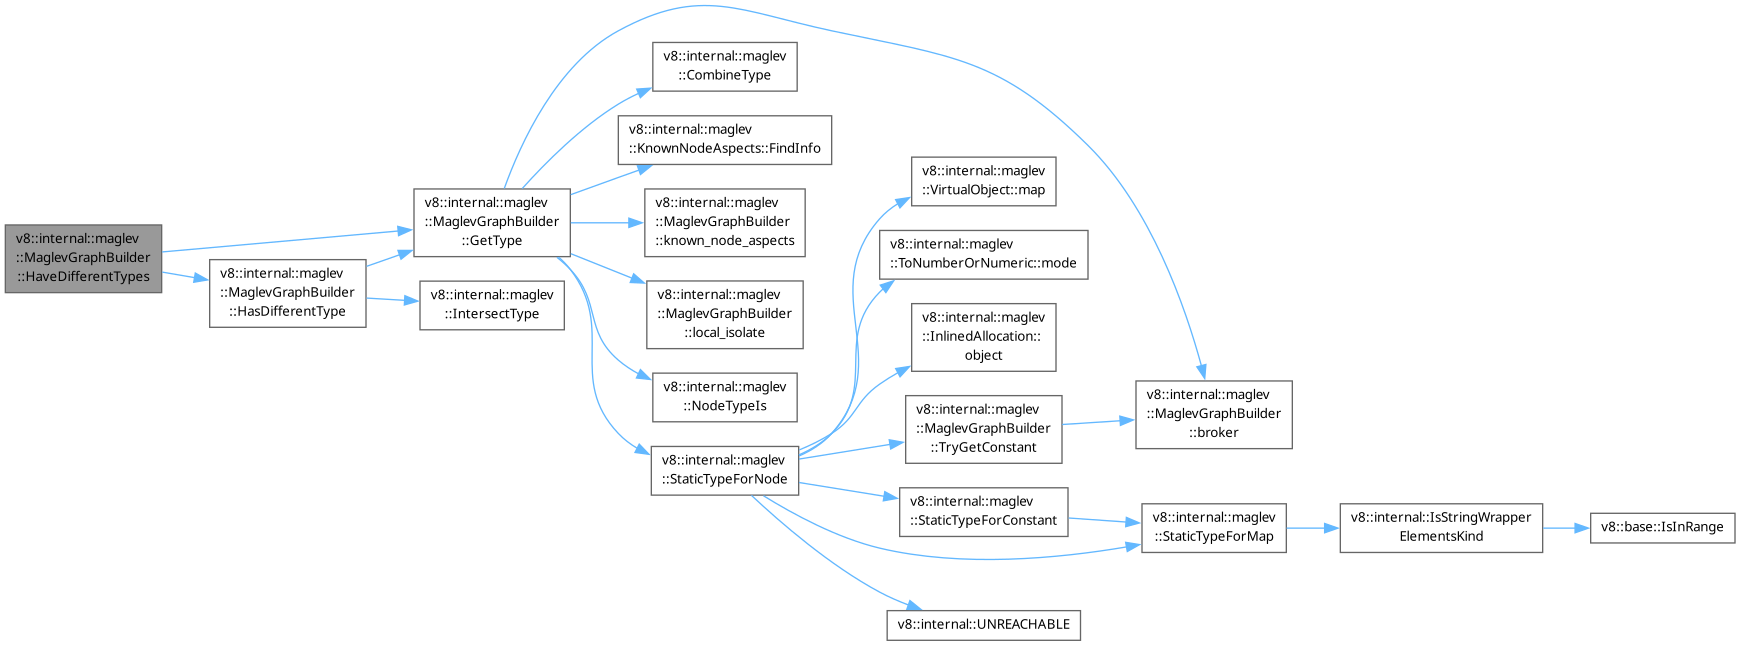 v8::internal::maglev
::MaglevGraphBuilder
::HaveDifferentTypes
v8::internal::maglev
::MaglevGraphBuilder
::HasDifferentType
v8::internal::maglev
::MaglevGraphBuilder
::GetType
v8::internal::maglev
::IntersectType
v8::internal::maglev
::CombineType
v8::internal::maglev
::KnownNodeAspects::FindInfo
v8::internal::maglev
::MaglevGraphBuilder
::known_node_aspects
v8::internal::maglev
::MaglevGraphBuilder
::local_isolate
v8::internal::maglev
::NodeTypeIs
v8::internal::maglev
::StaticTypeForNode
v8::internal::maglev
::VirtualObject::map
v8::internal::maglev
::ToNumberOrNumeric::mode
v8::internal::maglev
::InlinedAllocation::
object
v8::internal::maglev
::MaglevGraphBuilder
::TryGetConstant
v8::internal::maglev
::StaticTypeForConstant
v8::internal::UNREACHABLE
v8::internal::maglev
::MaglevGraphBuilder
::broker
v8::internal::maglev
::StaticTypeForMap
v8::internal::IsStringWrapper
ElementsKind
v8::base::IsInRange